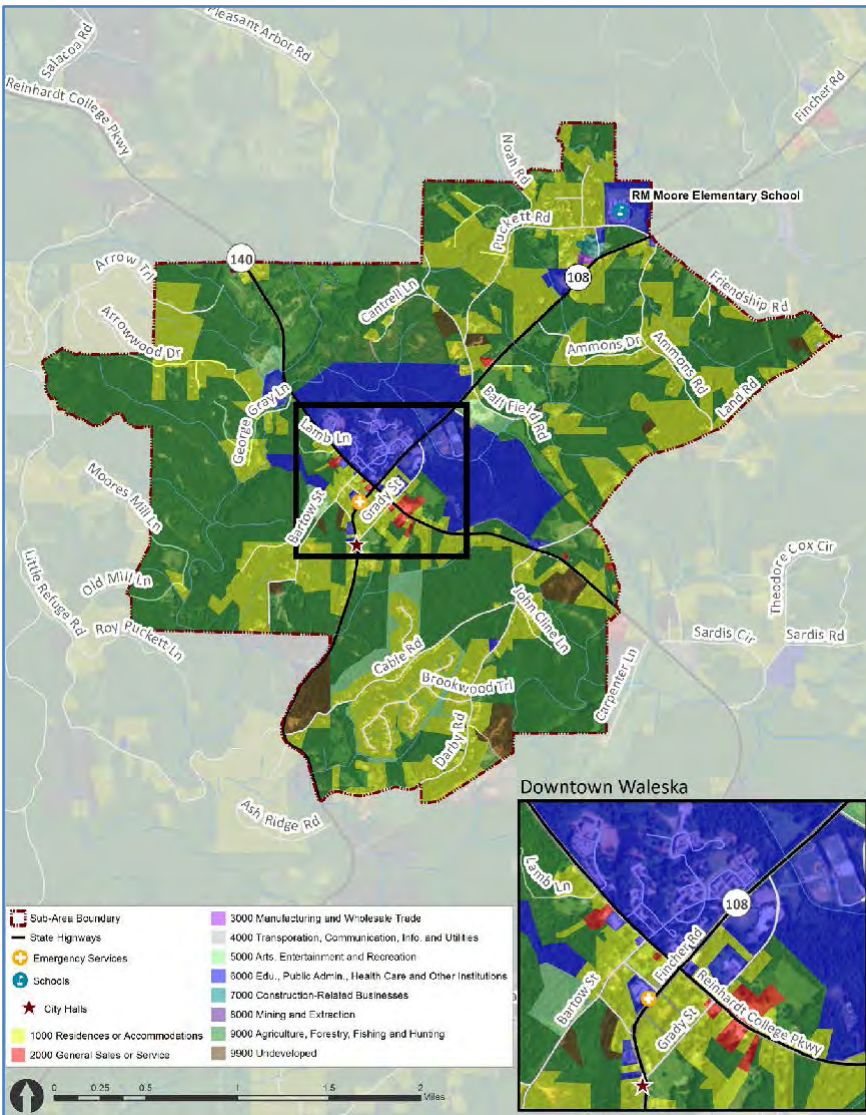 Pleasant Arbor Rd
Salacoa Rd
Reinhardt College Pkwy
Fincher Rd
Noah Rd
RM Moore Elementary School
Puckett Rd
140
108
Arrow Trl
Cantrell Ln
Friendship Rd
Arrowwood Dr
Ammons Dr
Ammons Rd
Land Rd
George Gray Ln
Ball Field Rd
Lamb Ln
Bartow St
Grady St
Moores Mill Ln
Little Refuge Rd
Old Mill Ln
Roy Puckett Ln
Theodore Cox Cir
John Cline Ln
Sardis Cir
Sardis Rd
Cable Rd
Brookwood Trl
Carpenter Ln
Darby Rd
Ash Ridge Rd
Downtown Waleska
Lamb Ln
108
Fincher Rd
Bartow St
Reinhardt College Pkwy
Grady St
Sub-Area Boundary
State Highways
Emergency Services
Schools
City Halls
1000 Residences or Accommodations
2000 General Sales or Service
3000 Manufacturing and Wholesale Trade
4000 Transporation, Communication, Info. and Utilities
5000 Arts, Entertainment and Recreation
6000 Edu., Public Admin., Health Care and Other Institutions
7000 Construction-Related Businesses
8000 Mining and Extraction
9000 Agriculture, Forestry, Fishing and Hunting
9900 Undeveloped
0 0.25 0.5 1 1.5 2
Miles